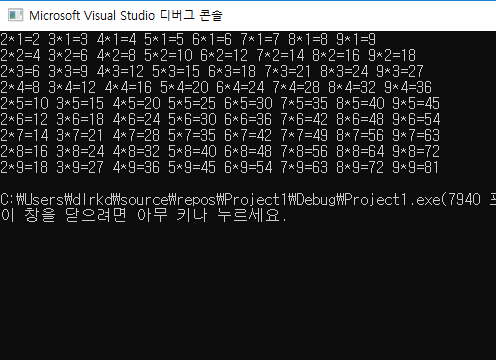 Microsoft Visual Studio 디버그 콘솔
2*1=2 3*1=3 4*1=4 5*1=5 6*1=6 7*1=7 8*1=8 9*1=9
2*2=4 3*2=6 4*2=8 5*2=10 6*2=12 7*2=14 8*2=16 9*2=18
2*3=6 3*3=9 4*3=12 5*3=15 6*3=18 7*3=21 8*3=24 9*3=27
2*4=8 3*4=12 4*4=16 5*4=20 6*4=24 7*4=28 8*4=32 9*4=36
2*5=10 3*5=15 4*5=20 5*5=25 6*5=30 7*5=35 8*5=40 9*5=45
2*6=12 3*6=18 4*6=24 5*6=30 6*6=36 7*6=42 8*6=48 9*6=54
2*7=14 3*7=21 4*7=28 5*7=35 6*7=42 7*7=49 8*7=56 9*7=63
2*8=16 3*8=24 4*8=32 5*8=40 6*8=48 7*8=56 8*8=64 9*8=72
2*9=18 3*9=27 4*9=36 5*9=45 6*9=54 7*9=63 8*9=72 9*9=81
C:₩Users₩dlrkd₩source₩repos₩Project1₩Debug₩Project1.exe(7940
이 창을 닫으려면 아무 키나 누르세요.